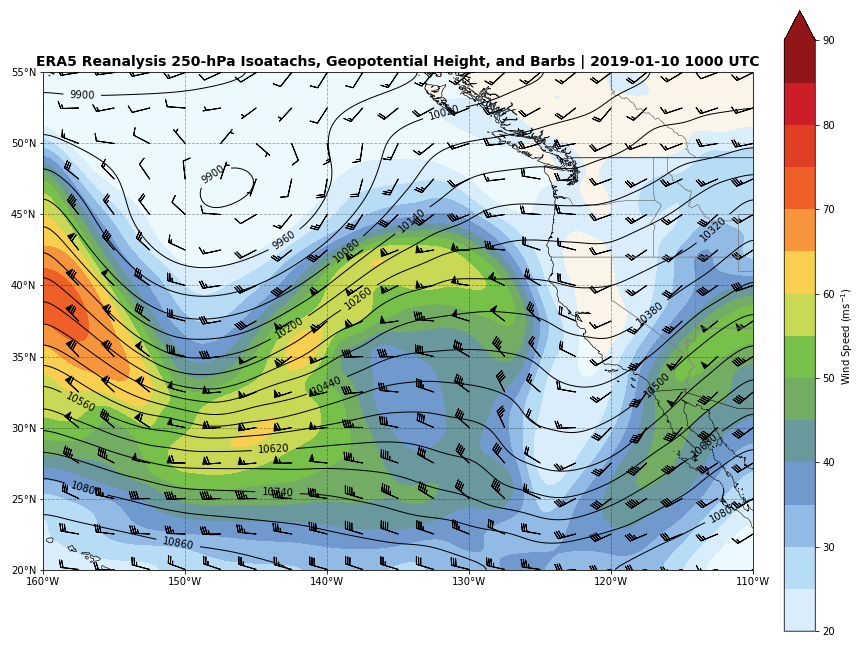 ERA5 Reanalysis 250-hPa Isoatachs, Geopotential Height, and Barbs | 2019-01-10 1000 UTC
90
55°N
9900
10020
80
50°N
9900
45°N
10140
10320
9960
10080
70
40°N
10260
10380
10200
60
Wind Speed (ms⁻¹)
35°N
10440
10500
50
10560
30°N
10620
10680
40
10800
10740
25°N
10800
10860
30
20°N
160°W 150°W 140°W 130°W 120°W 110°W
20